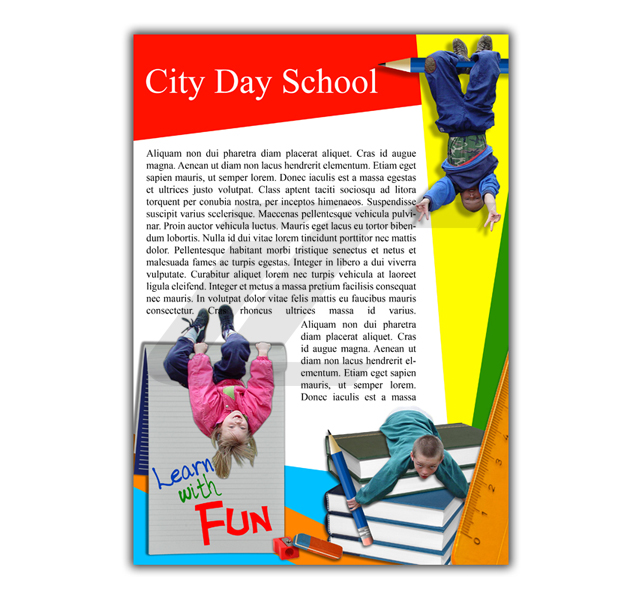 City Day School
Aliquam non dui pharetra diam placerat aliquet. Cras id augue
magna. Aenean ut diam non lacus hendrerit elementum. Etiam eget
sapien mauris, ut semper lorem. Donec iaculis est a massa egestas
et ultrices justo volutpat. Class aptent taciti sociosqu ad litora
torquent per conubia nostra, per inceptos himenaeos. Suspendisse
suscipit varius scelerisque. Maecenas pellentesque vehicula pulvi-
nar. Proin auctor vehicula luctus. Mauris eget lacus eu tortor biben-
dum lobortis. Nulla id dui vitae lorem tincidunt porttitor nec mattis
dolor. Pellentesque habitant morbi tristique senectus et netus et
malesuada fames ac turpis egestas. Integer in libero a dui viverra
vulputate. Curabitur aliquet lorem nec turpis vehicula at laoreet
ligula eleifend. Integer et metus a massa pretium facilisis consequat
nec mauris. In volutpat dolor vitae felis mattis eu faucibus mauris
consectetur. Cras rhoncus ultrices massa id varius.
Aliquam non dui pharetra
diam placerat aliquet. Cras
id augue magna. Aenean ut
diam non lacus hendrerit el-
ementum. Etiam eget sapien
mauris, ut semper lorem.
Donec iaculis est a massa
Learn
with
FUN
0 1 2 3 4